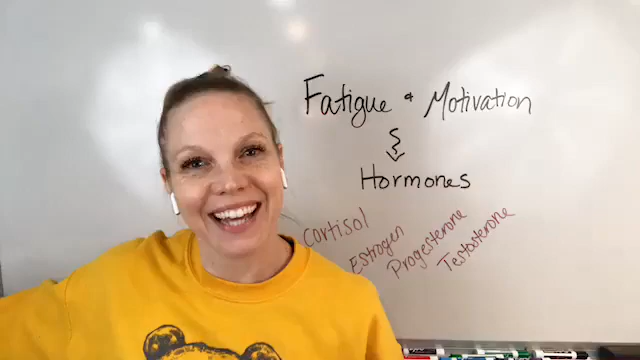 Fatigue & Motivation
Hormones
Cortisol
Estrogen
Progesterone
Testosterone